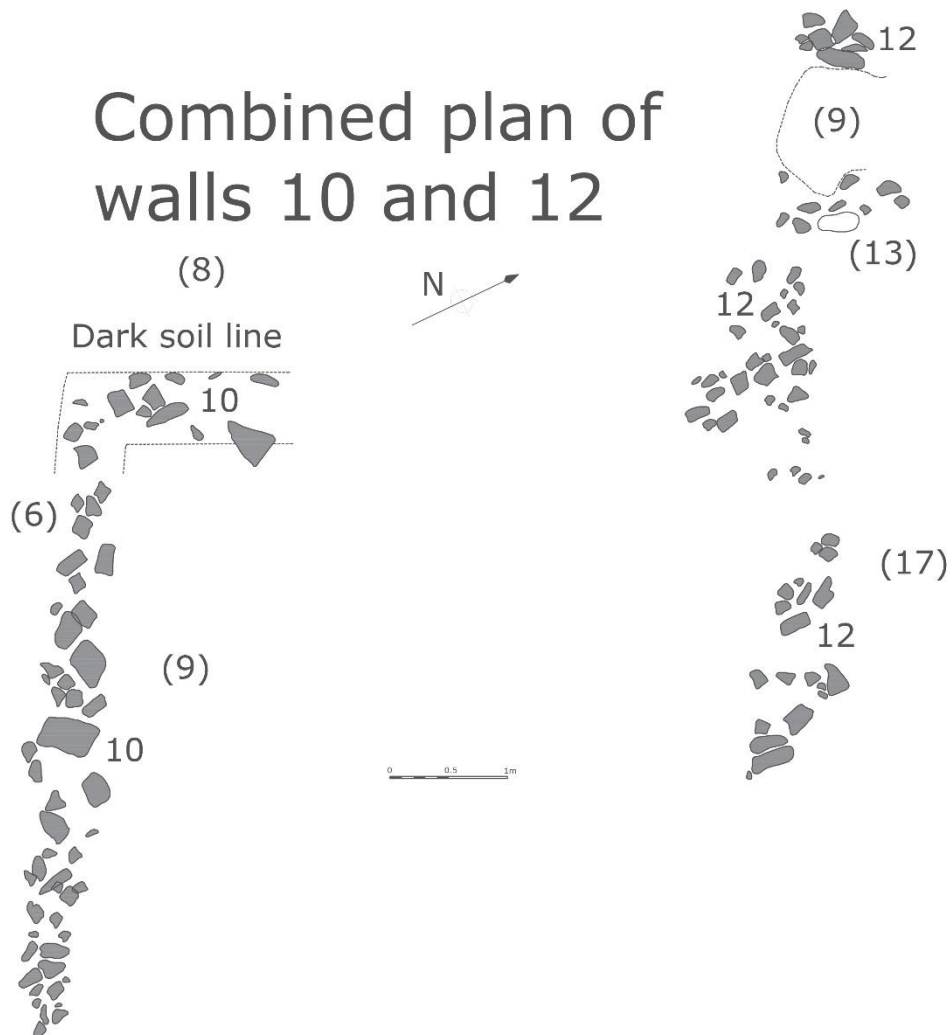 12
Combined plan of
walls 10 and 12
(9)
(8)
(13)
N
12
Dark soil line
10
(6)
(17)
12
(9)
10
0 0.5 1m